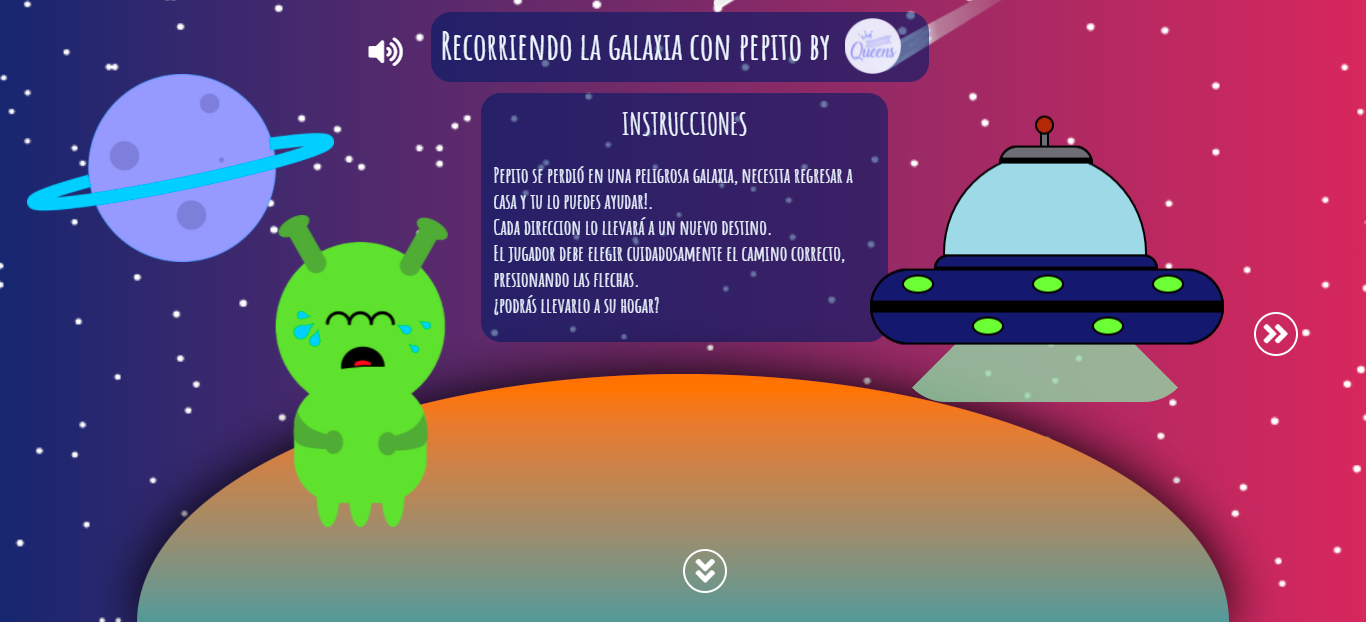 Recorriendo la galaxia con pepito by
Queens
INSTRUCCIONES
Pepito se perdió en una peligrosa galaxia, necesita regresar a
casa y tu lo puedes ayudar!.
Cada direccion lo llevará a un nuevo destino.
El jugador debe elegir cuidadosamente el camino correcto,
presionando las flechas.
¿podrás llevarlo a su hogar?